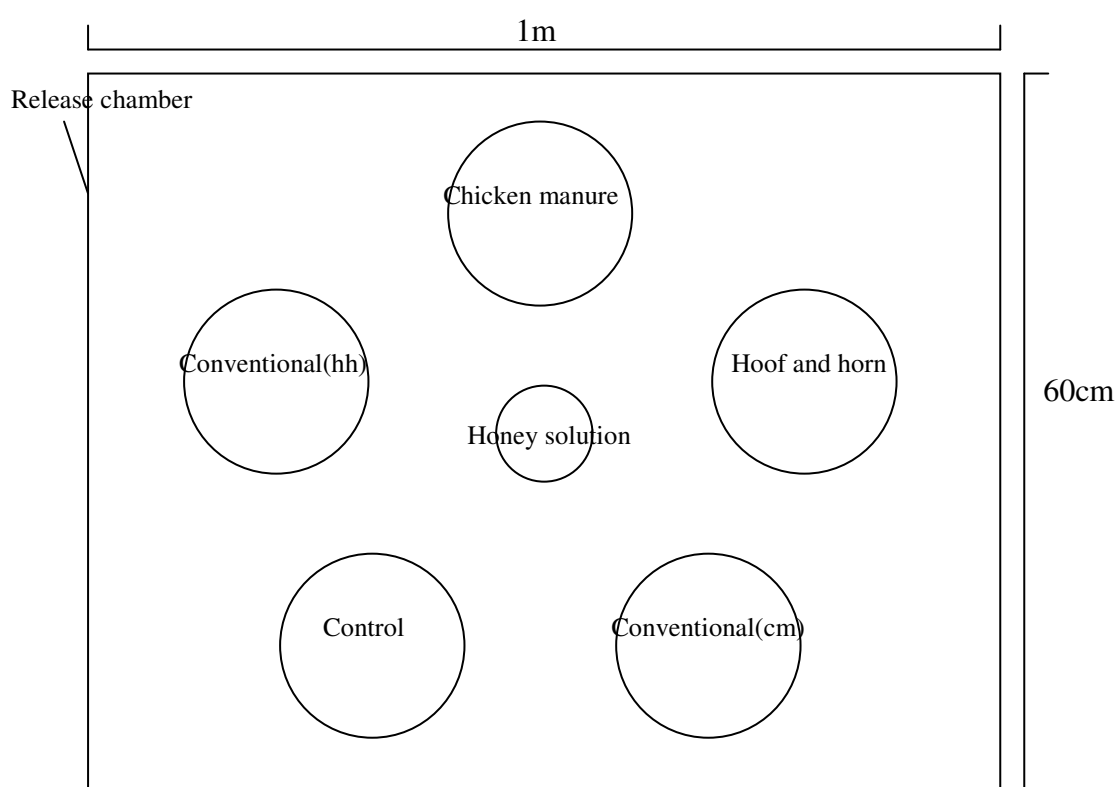 1m
Release chamber
Chicken manure
Conventional(hh)
Hoof and horn
60cm
Honey solution
Control
Conventional(cm)